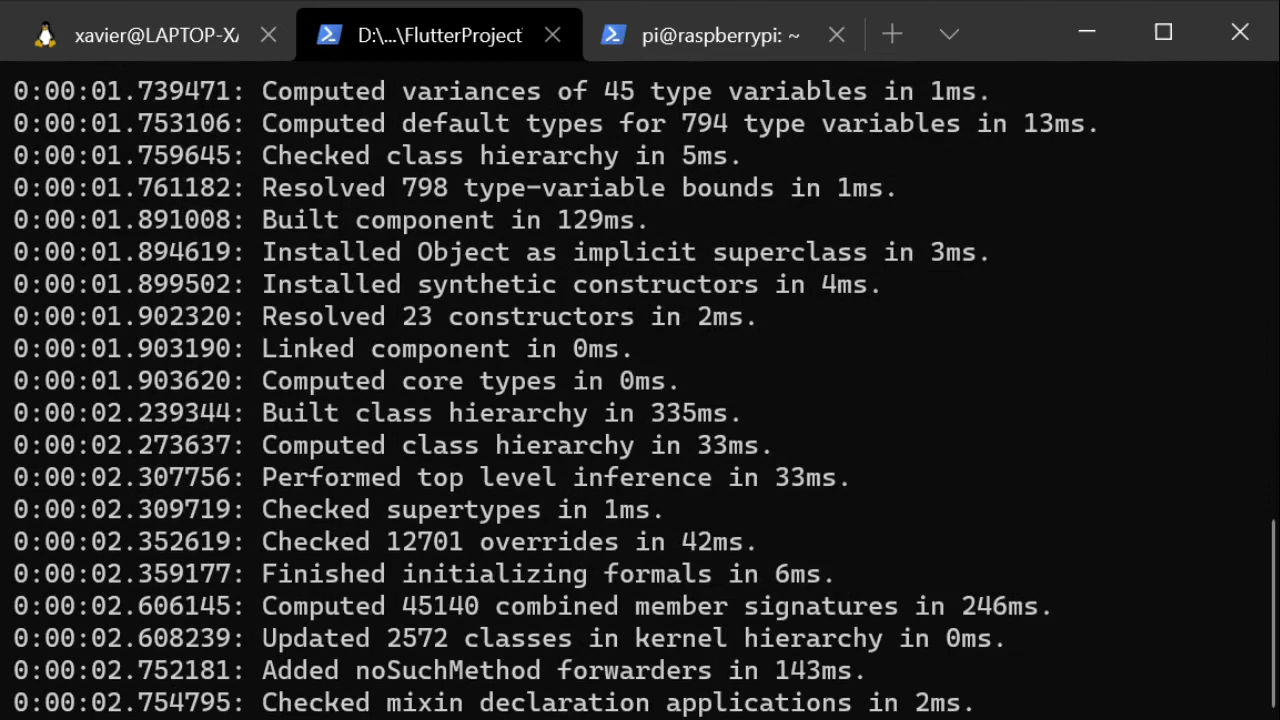 xavier@LAPTOP-XA
D:\...\FlutterProject
pi@raspberrypi: ~
0:00:01.739471: Computed variances of 45 type variables in 1ms.
0:00:01.753106: Computed default types for 794 type variables in 13ms.
0:00:01.759645: Checked class hierarchy in 5ms.
0:00:01.761182: Resolved 798 type-variable bounds in 1ms.
0:00:01.891008: Built component in 129ms.
0:00:01.894619: Installed Object as implicit superclass in 3ms.
0:00:01.899502: Installed synthetic constructors in 4ms.
0:00:01.902320: Resolved 23 constructors in 2ms.
0:00:01.903190: Linked component in 0ms.
0:00:01.903620: Computed core types in 0ms.
0:00:02.239344: Built class hierarchy in 335ms.
0:00:02.273637: Computed class hierarchy in 33ms.
0:00:02.307756: Performed top level inference in 33ms.
0:00:02.309719: Checked supertypes in 1ms.
0:00:02.352619: Checked 12701 overrides in 42ms.
0:00:02.359177: Finished initializing formals in 6ms.
0:00:02.606145: Computed 45140 combined member signatures in 246ms.
0:00:02.608239: Updated 2572 classes in kernel hierarchy in 0ms.
0:00:02.752181: Added noSuchMethod forwarders in 143ms.
0:00:02.754795: Checked mixin declaration applications in 2ms.